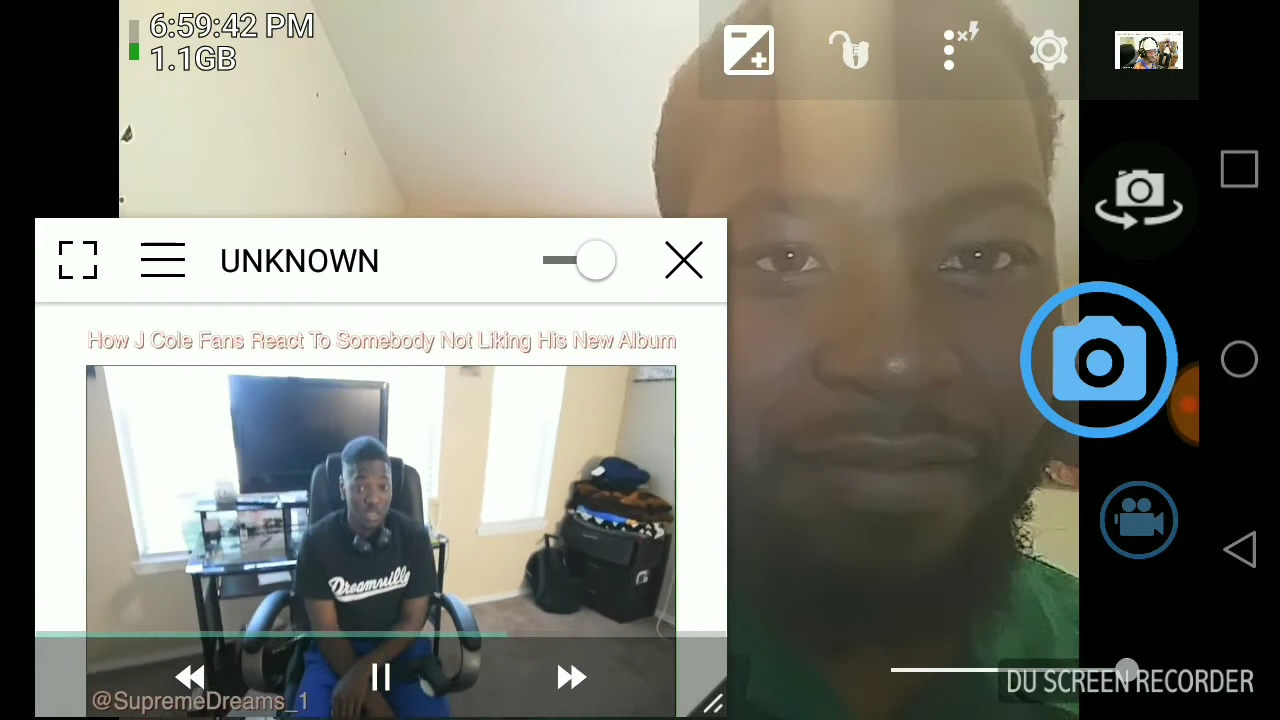 6:59:42 PM
1.1GB
E
UNKNOWN
How J Cole Fans React To Somebody Not Liking His New Album
Dreamville
@SupremeDreams_1
DU SCREEN RECORDER